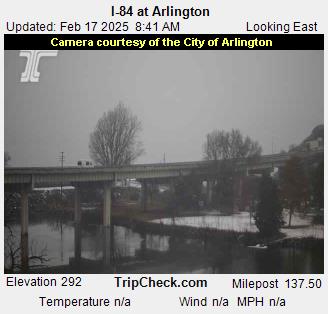 I-84 at Arlington
Updated: Feb 17 2025  8:41 AM Looking East
Camera courtesy of the City of Arlington
Elevation 292 TripCheck.com Milepost 137.50
Temperature n/a Wind n/a MPH n/a